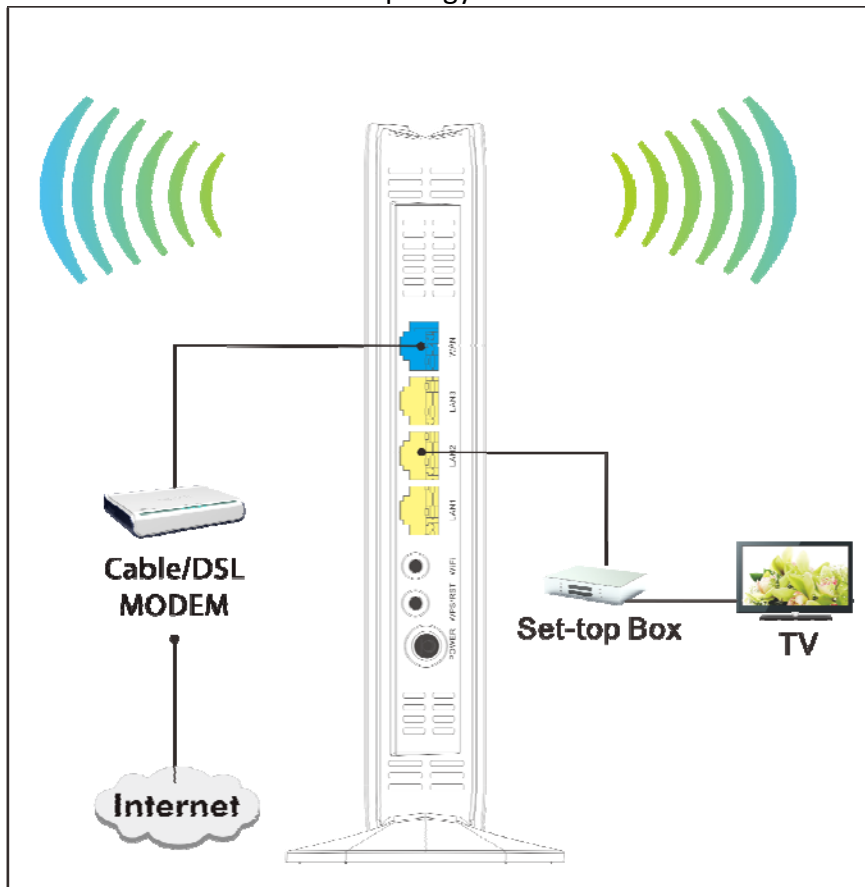 WAN
LAN3
LAN2
LAN1
WiFi
WPS/RST
POWER
Cable/DSL
MODEM
Internet
Set-top Box
TV